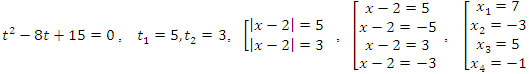 t² − 8t + 15 = 0 , t₁ = 5, t₂ = 3, [|x − 2| = 5 |x − 2| = 3 , [x − 2 = 5 x − 2 = −5 x − 2 = 3 x − 2 = −3 , [x₁ = 7 x₂ = −3 x₃ = 5 x₄ = −1